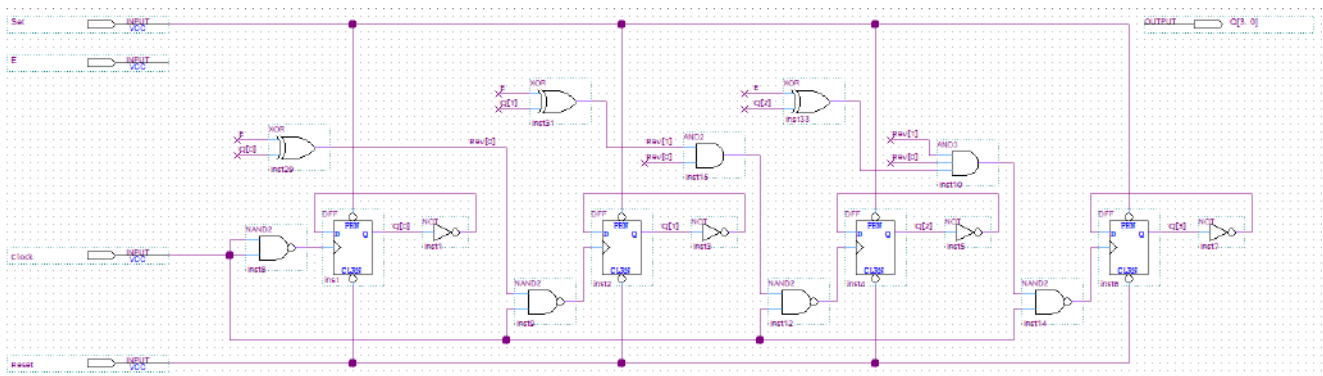 Set INPUT VCC
OUTPUT Q[3..0]
E INPUT VCC
XOR
E
Q[1]
inst31
XOR
E
Q[2]
inst33
XOR
E
Q[0]
inst29
Rev[0]
Rev[1]
Rev[0]
AND2
inst15
Rev[1]
Rev[0]
AND3
inst10
NAND2
inst8
DFF
PRN
D Q
CLRN
inst1
Q[0]
NOT
inst1
DFF
PRN
D Q
CLRN
inst2
Q[1]
NOT
inst3
DFF
PRN
D Q
CLRN
inst4
Q[2]
NOT
inst5
DFF
PRN
D Q
CLRN
inst6
NOT
inst7
Clock INPUT VCC
NAND2
inst9
NAND2
inst12
NAND2
inst14
Reset INPUT VCC